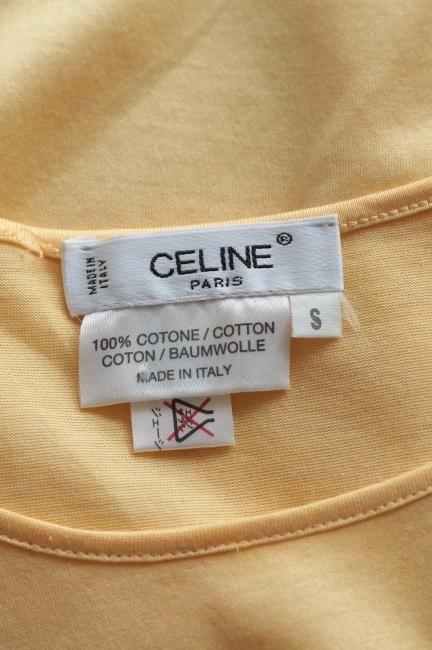 MADE IN
ITALY
CELINE®
PARIS
S
100% COTONE / COTTON
COTON / BAUMWOLLE
MADE IN ITALY